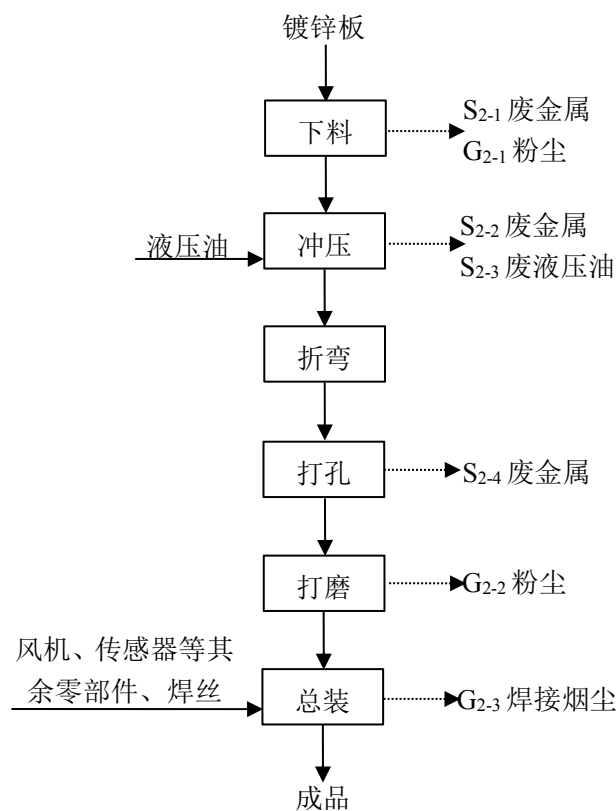 镀锌板
下料
S2-1 废金属
G2-1 粉尘
液压油
冲压
S2-2 废金属
S2-3 废液压油
折弯
打孔
S2-4 废金属
打磨
G2-2 粉尘
风机、传感器等其
余零部件、焊丝
总装
G2-3 焊接烟尘
成品